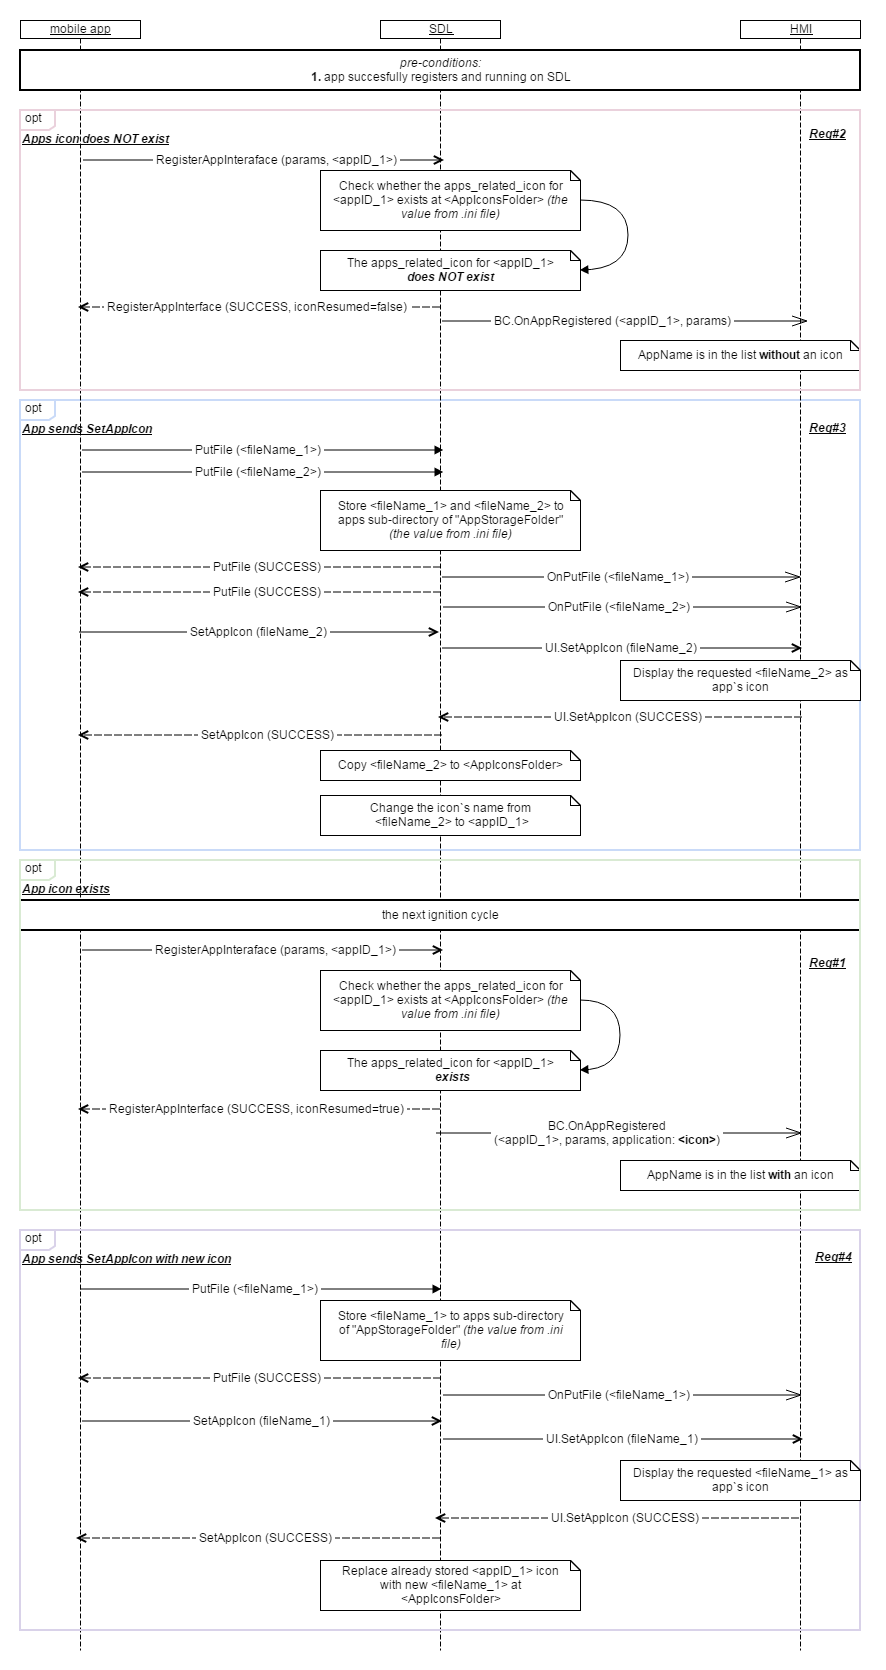 mobile app
SDL
HMI
pre-conditions:
1. app succesfully registers and running on SDL
opt
Apps icon does NOT exist
Req#2
RegisterAppInteraface (params, <appID_1>)
Check whether the apps_related_icon for
<appID_1> exists at <AppIconsFolder> (the
value from .ini file)
The apps_related_icon for <appID_1>
does NOT exist
RegisterAppInterface (SUCCESS, iconResumed=false)
BC.OnAppRegistered (<appID_1>, params)
AppName is in the list without an icon
opt
App sends SetAppIcon
Req#3
PutFile (<fileName_1>)
PutFile (<fileName_2>)
Store <fileName_1> and <fileName_2> to
apps sub-directory of "AppStorageFolder"
(the value from .ini file)
PutFile (SUCCESS)
OnPutFile (<fileName_1>)
PutFile (SUCCESS)
OnPutFile (<fileName_2>)
SetAppIcon (fileName_2)
UI.SetAppIcon (fileName_2)
Display the requested <fileName_2> as
app`s icon
UI.SetAppIcon (SUCCESS)
SetAppIcon (SUCCESS)
Copy <fileName_2> to <AppIconsFolder>
Change the icon`s name from
<fileName_2> to <appID_1>
opt
App icon exists
the next ignition cycle
RegisterAppInteraface (params, <appID_1>)
Req#1
Check whether the apps_related_icon for
<appID_1> exists at <AppIconsFolder> (the
value from .ini file)
The apps_related_icon for <appID_1>
exists
RegisterAppInterface (SUCCESS, iconResumed=true)
BC.OnAppRegistered
(<appID_1>, params, application: <icon>)
AppName is in the list with an icon
opt
App sends SetAppIcon with new icon
Req#4
PutFile (<fileName_1>)
Store <fileName_1> to apps sub-directory
of "AppStorageFolder" (the value from .ini
file)
PutFile (SUCCESS)
OnPutFile (<fileName_1>)
SetAppIcon (fileName_1)
UI.SetAppIcon (fileName_1)
Display the requested <fileName_1> as
app`s icon
UI.SetAppIcon (SUCCESS)
SetAppIcon (SUCCESS)
Replace already stored <appID_1> icon
with new <fileName_1> at
<AppIconsFolder>